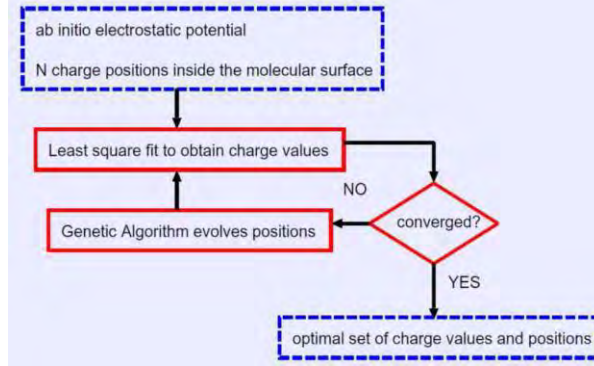 ab initio electrostatic potential
N charge positions inside the molecular surface
Least square fit to obtain charge values
NO
Genetic Algorithm evolves positions
converged?
YES
optimal set of charge values and positions